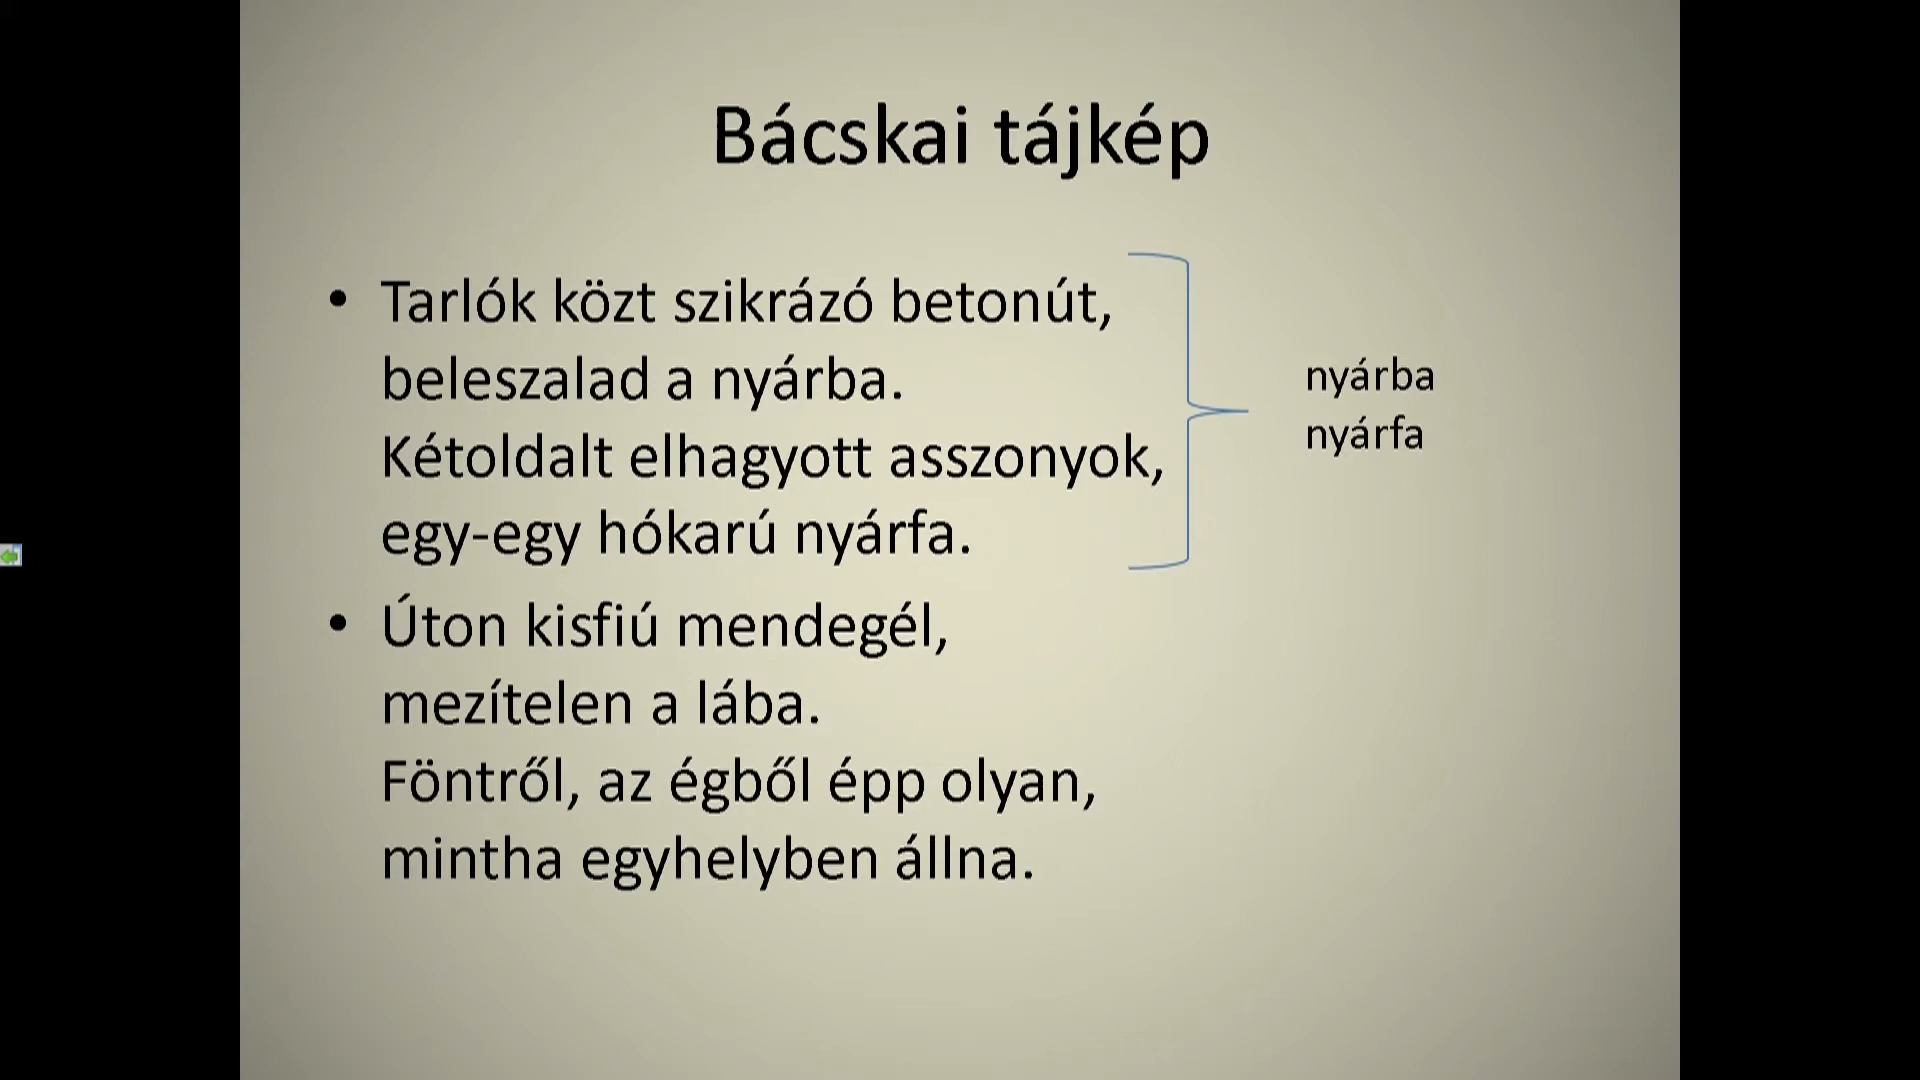 Bácskai tájkép
• Tarlók közt szikrázó betonút,
beleszalad a nyárba.
Kétoldalt elhagyott asszonyok,
egy-egy hókarú nyárfa.
• Úton kisfiú mendegél,
mezítelen a lába.
Föntről, az égből épp olyan,
mintha egyhelyben állna.
nyárba
nyárfa